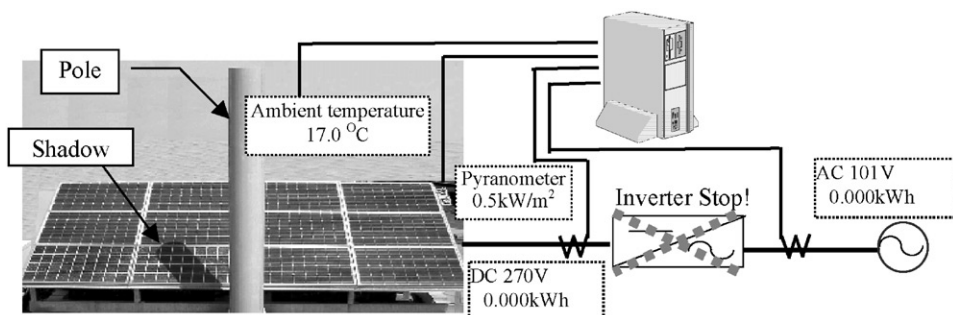 Pole
Ambient temperature
17.0 °C
Shadow
Pyranometer
0.5kW/m²
Inverter Stop!
AC 101V
0.000kWh
DC 270V
0.000kWh